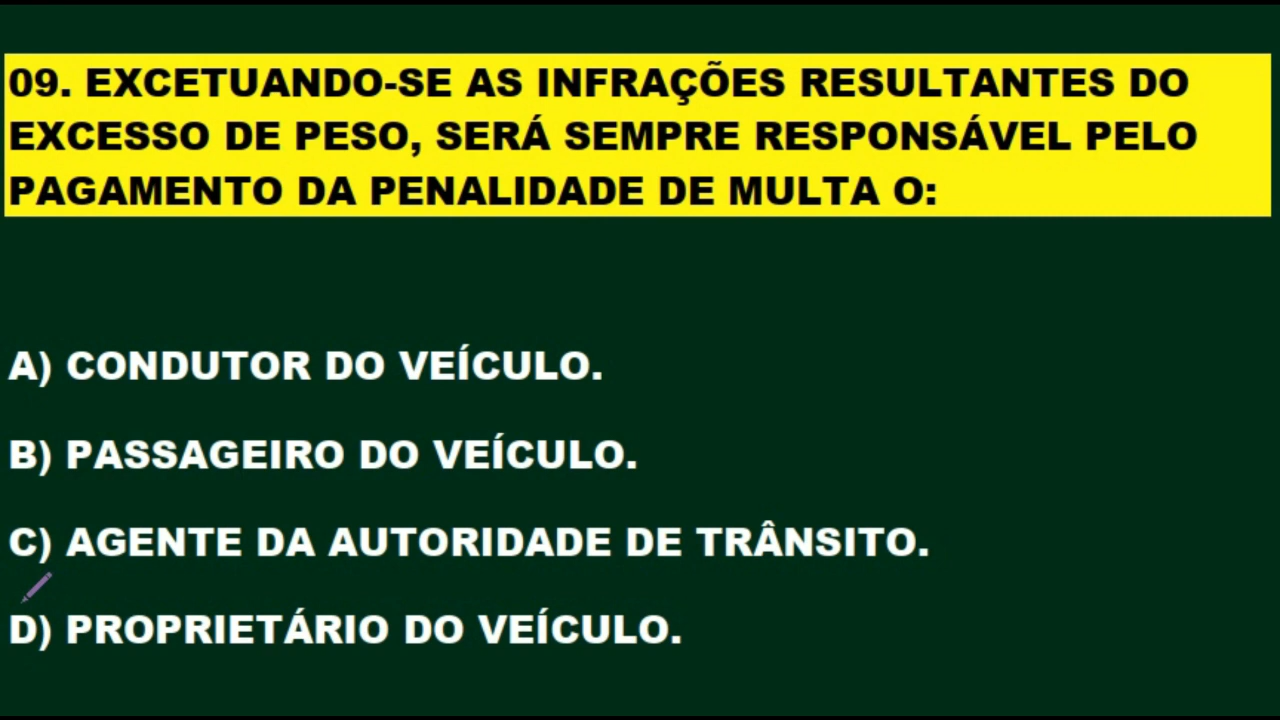 09. EXCETUANDO-SE AS INFRAÇÕES RESULTANTES DO
EXCESSO DE PESO, SERÁ SEMPRE RESPONSÁVEL PELO
PAGAMENTO DA PENALIDADE DE MULTA O:
A) CONDUTOR DO VEÍCULO.
B) PASSAGEIRO DO VEÍCULO.
C) AGENTE DA AUTORIDADE DE TRÂNSITO.
D) PROPRIETÁRIO DO VEÍCULO.